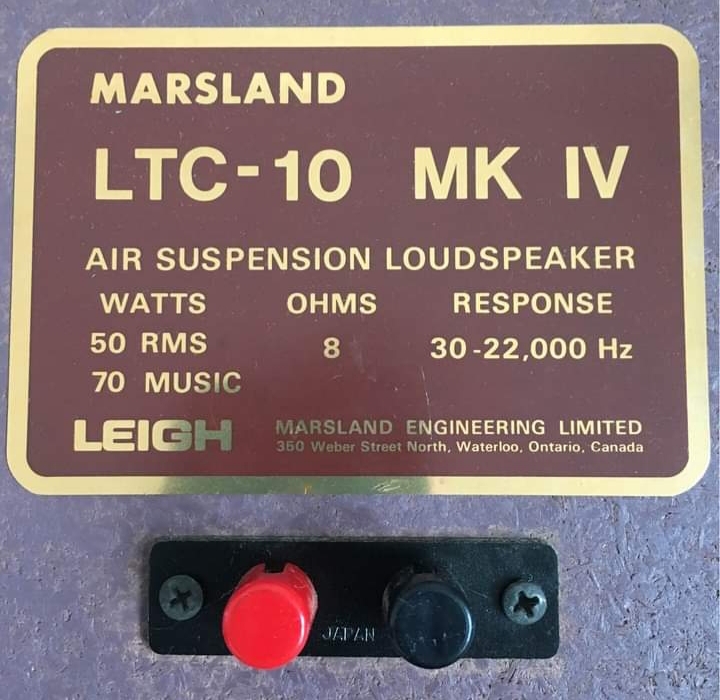 MARSLAND
LTC-10 MK IV
AIR SUSPENSION LOUDSPEAKER
WATTS OHMS RESPONSE
50 RMS 8 30-22,000 Hz
70 MUSIC
LEIGH MARSLAND ENGINEERING LIMITED
350 Weber Street North, Waterloo, Ontario, Canada
JAPAN